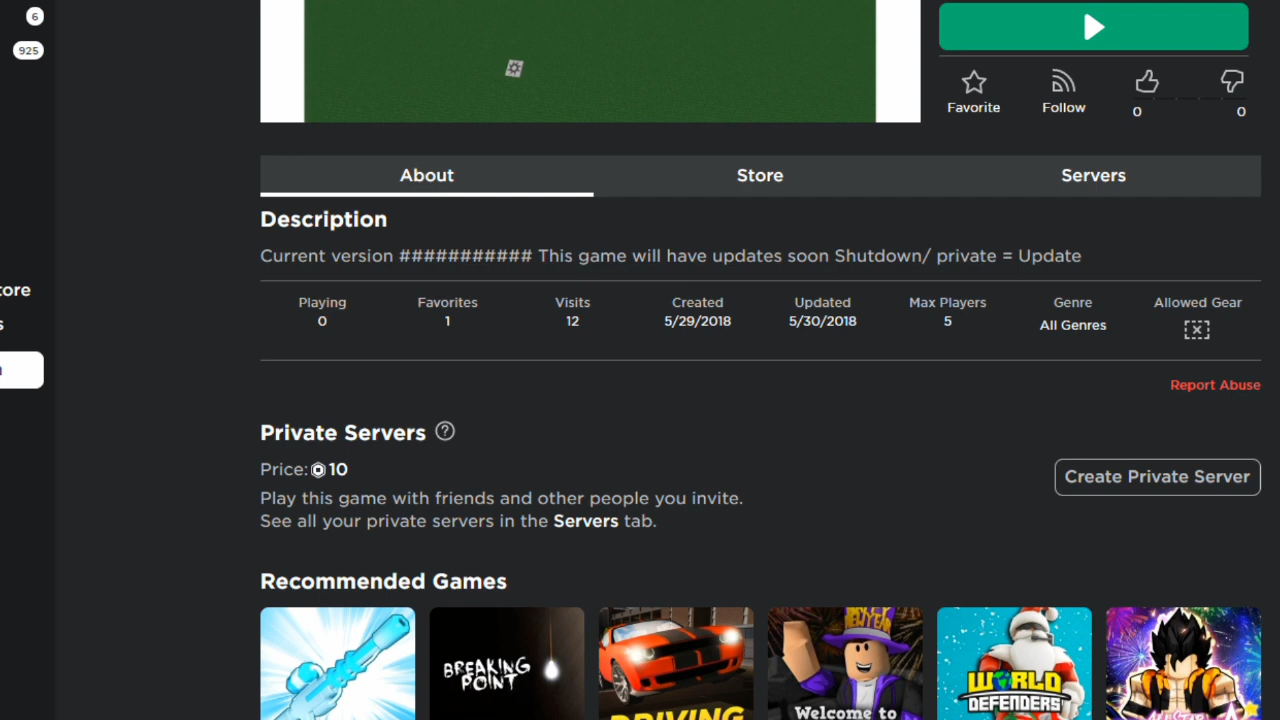 6
925
Favorite Follow 0 0
About Store Servers
Description
Current version ########### This game will have updates soon Shutdown/ private = Update
Playing Favorites Visits Created Updated Max Players Genre Allowed Gear
0 1 12 5/29/2018 5/30/2018 5 All Genres
Report Abuse
Private Servers
Price: 10
Play this game with friends and other people you invite.
See all your private servers in the Servers tab.
Create Private Server
Recommended Games
BREAKING
POINT
DRIVING
Welcome to
WORLD
DEFENDERS